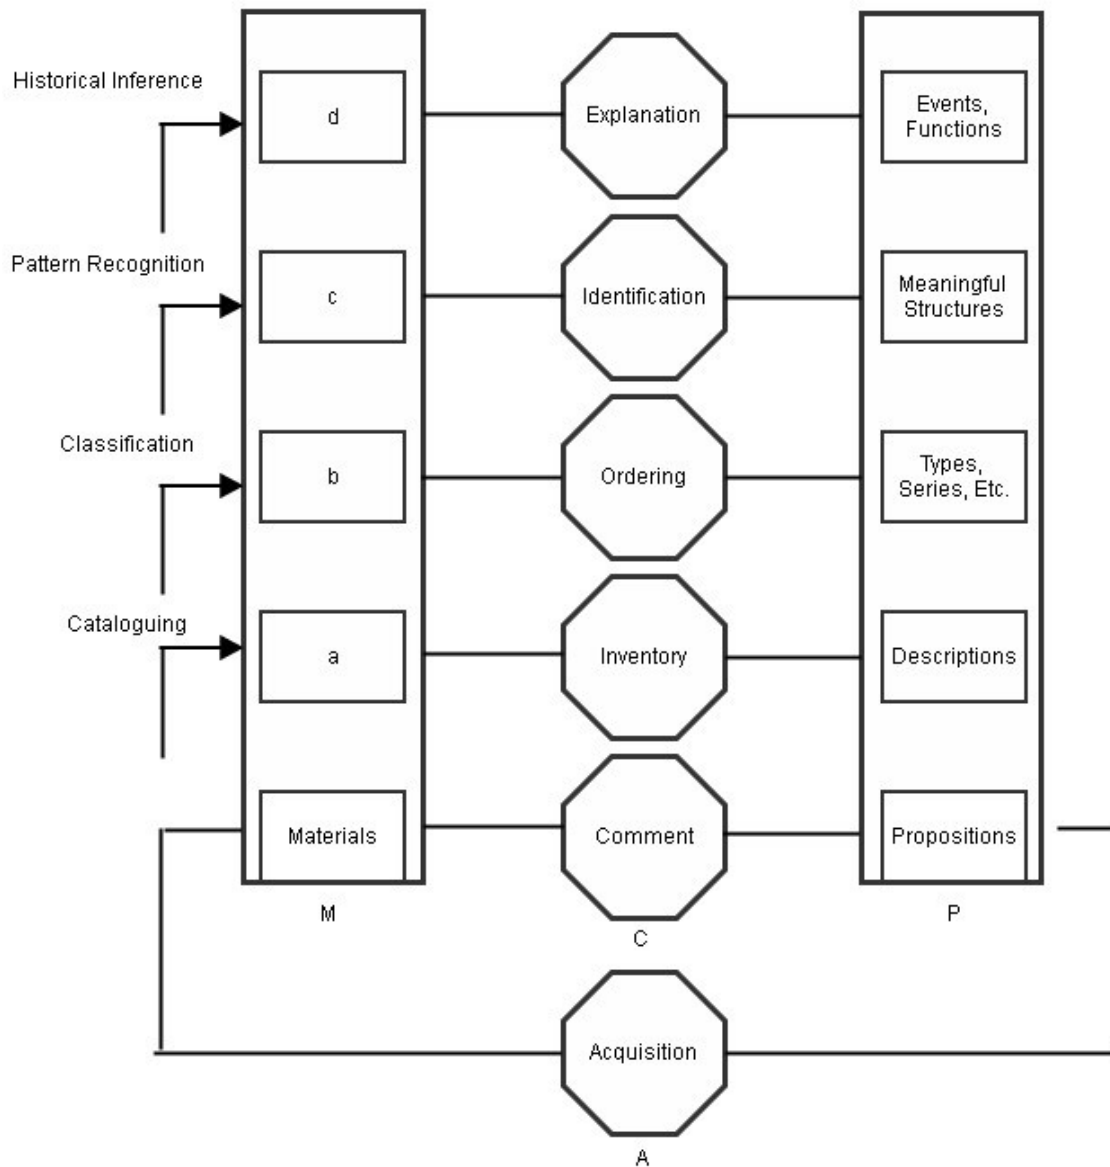 Historical Inference
d
Explanation
Events,
Functions
Pattern Recognition
c
Identification
Meaningful
Structures
Classification
b
Ordering
Types,
Series, Etc.
Cataloguing
a
Inventory
Descriptions
Materials
Comment
Propositions
M
C
P
Acquisition
A